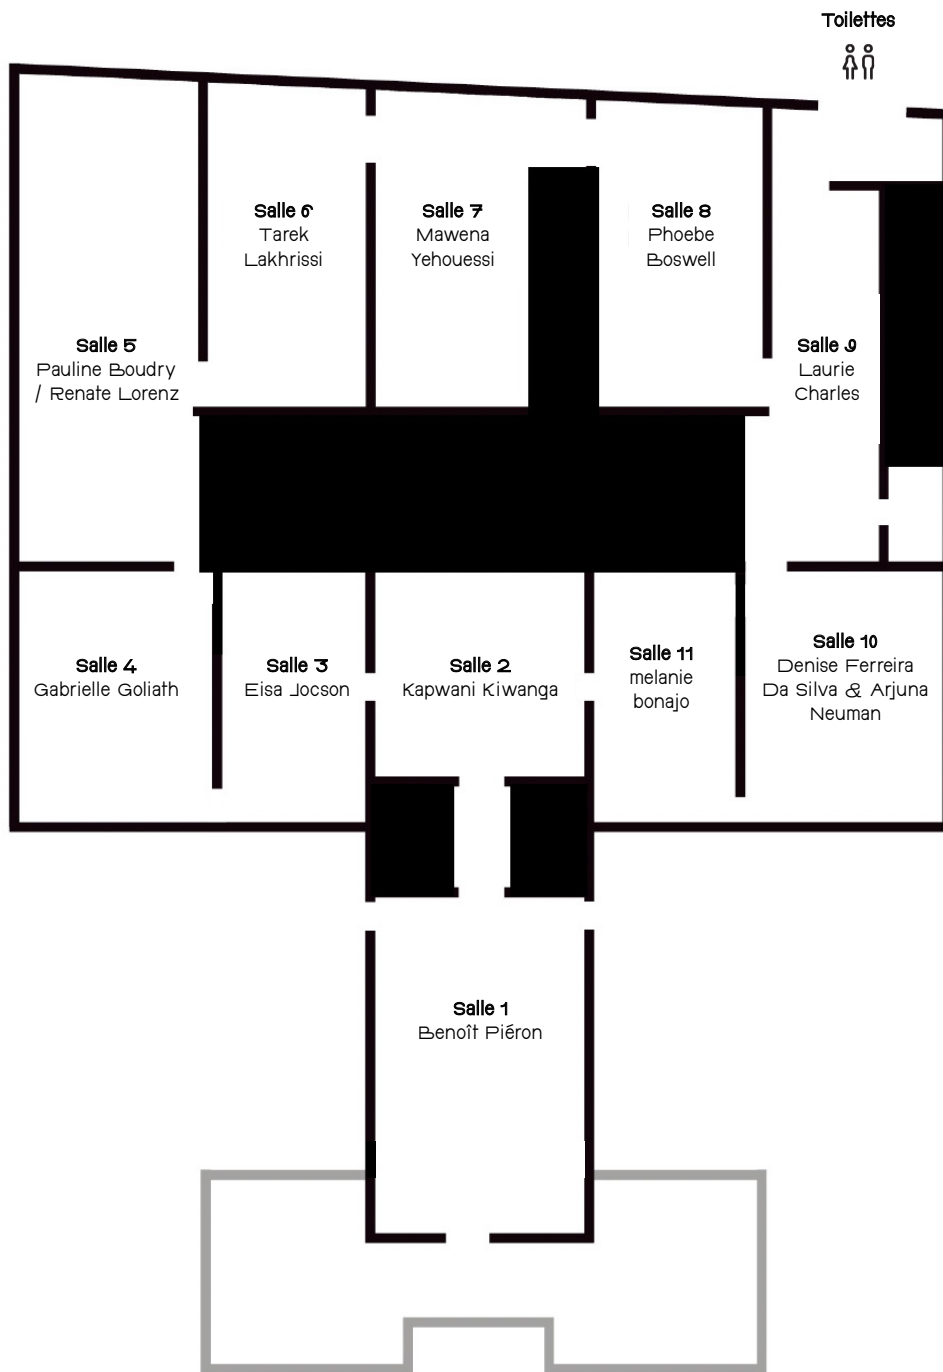 Toilettes
Salle 6
Tarek
Lakhrissi
Salle 7
Mawena
Yehouessi
Salle 8
Phoebe
Boswell
Salle 5
Pauline Boudry
/ Renate Lorenz
Salle 9
Laurie
Charles
Salle 4
Gabrielle Goliath
Salle 3
Eisa Jocson
Salle 2
Kapwani Kiwanga
Salle 11
melanie
bonajo
Salle 10
Denise Ferreira
Da Silva & Arjuna
Neuman
Salle 1
Benoît Piéron